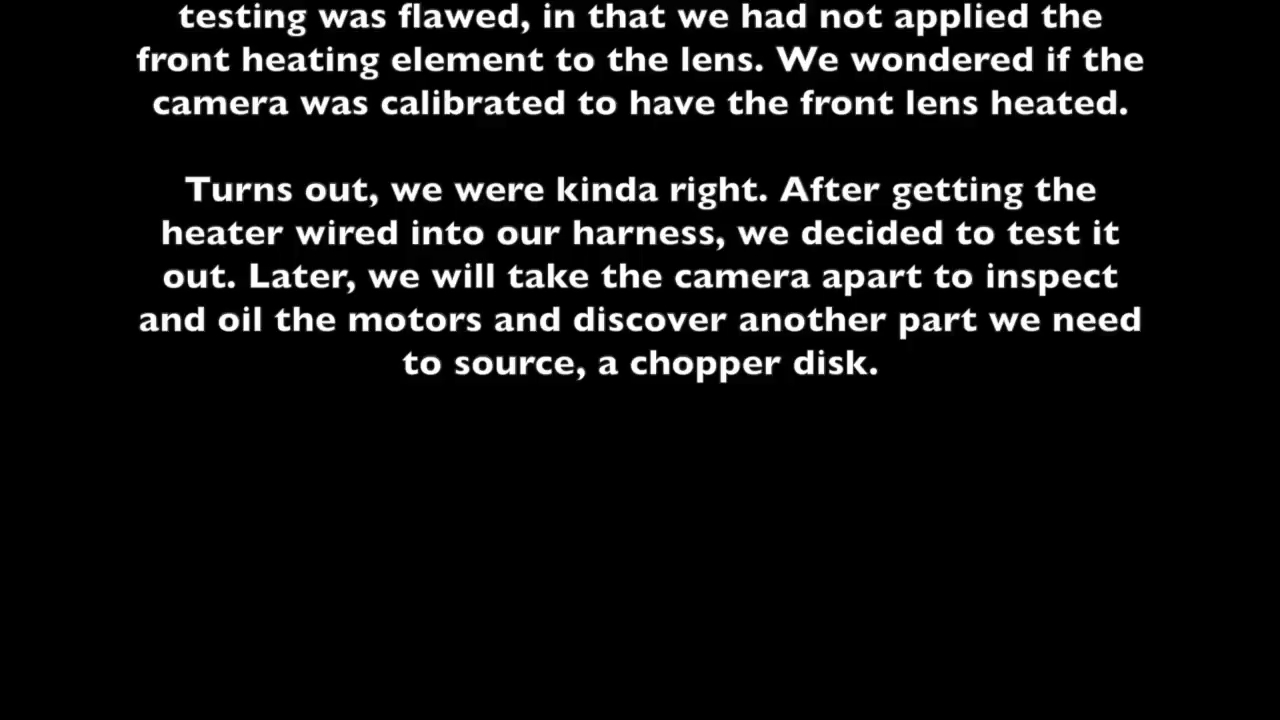 testing was flawed, in that we had not applied the
front heating element to the lens. We wondered if the
camera was calibrated to have the front lens heated.
Turns out, we were kinda right. After getting the
heater wired into our harness, we decided to test it
out. Later, we will take the camera apart to inspect
and oil the motors and discover another part we need
to source, a chopper disk.